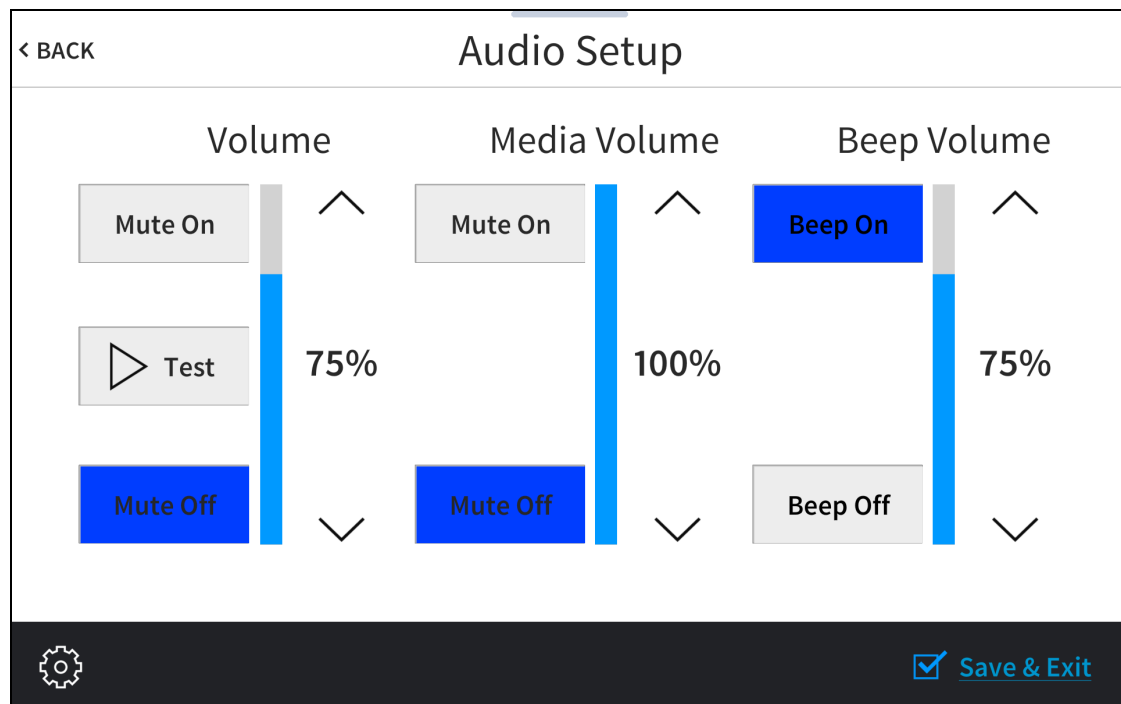 < BACK
Audio Setup
Volume
Media Volume
Beep Volume
Mute On
Mute On
Beep On
Test
75%
100%
75%
Mute Off
Mute Off
Beep Off
Save & Exit